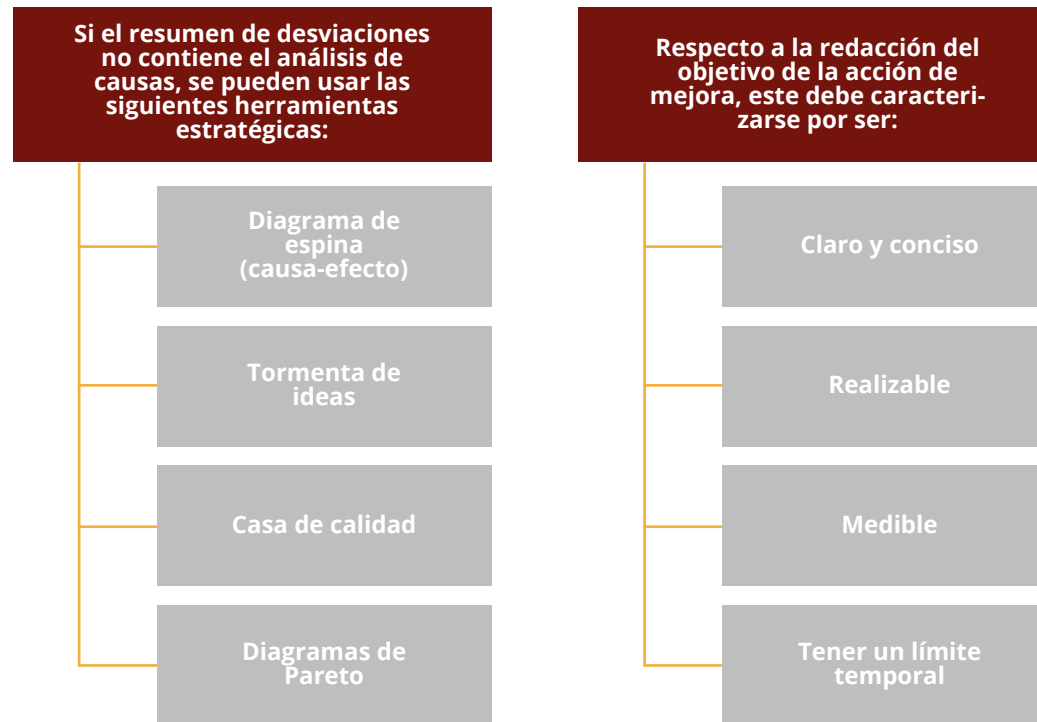 Si el resumen de desviaciones
no contiene el análisis de
causas, se pueden usar las
siguientes herramientas
estratégicas:
Diagrama de
espina
(causa-efecto)
Tormenta de
ideas
Casa de calidad
Diagramas de
Pareto
Respecto a la redacción del
objetivo de la acción de
mejora, este debe caracteri-
zarse por ser:
Claro y conciso
Realizable
Medible
Tener un límite
temporal